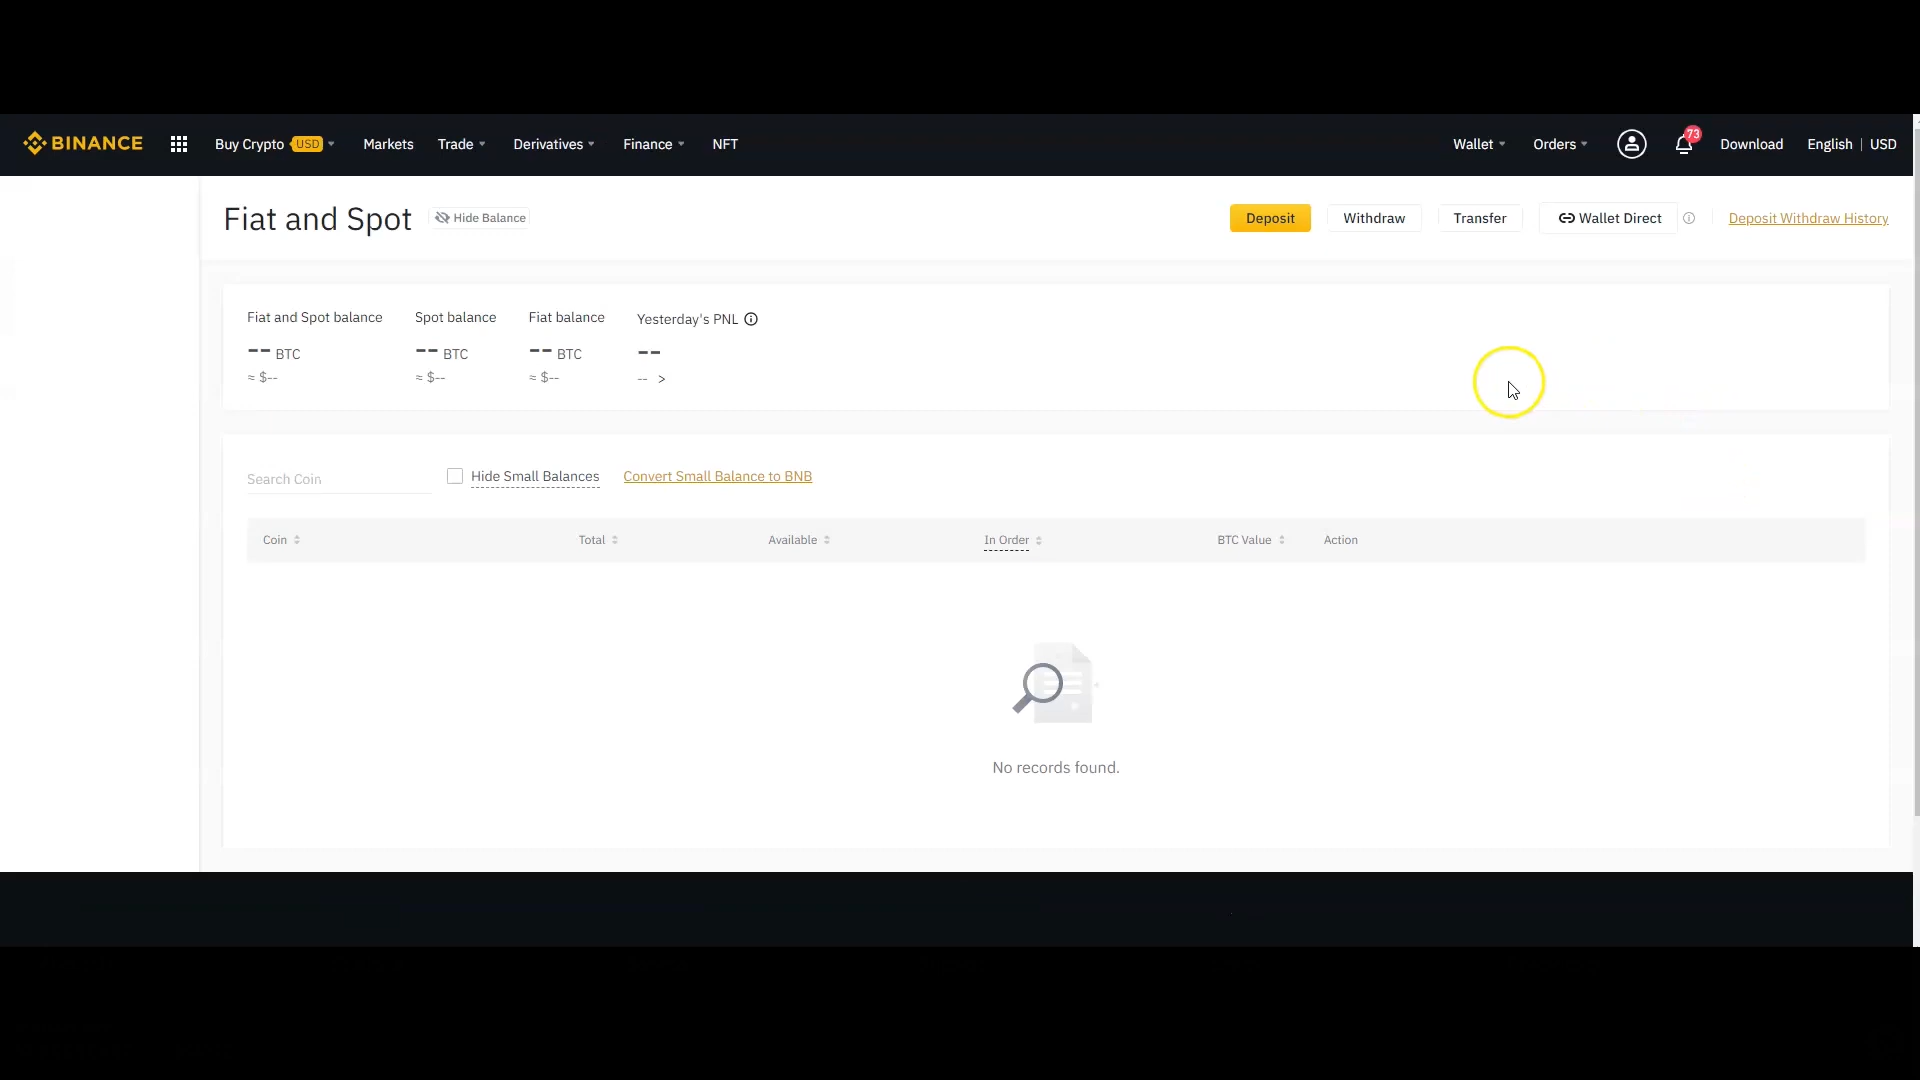 BINANCE Buy Crypto USD Markets Trade Derivatives Finance NFT Wallet Orders 73 Download English | USD
Fiat and Spot Hide Balance Deposit Withdraw Transfer Wallet Direct Deposit Withdraw History
Fiat and Spot balance Spot balance Fiat balance Yesterday's PNL
-- BTC -- BTC -- BTC --
≈ $-- ≈ $-- ≈ $-- -- >
Search Coin Hide Small Balances Convert Small Balance to BNB
Coin Total Available In Order BTC Value Action
No records found.